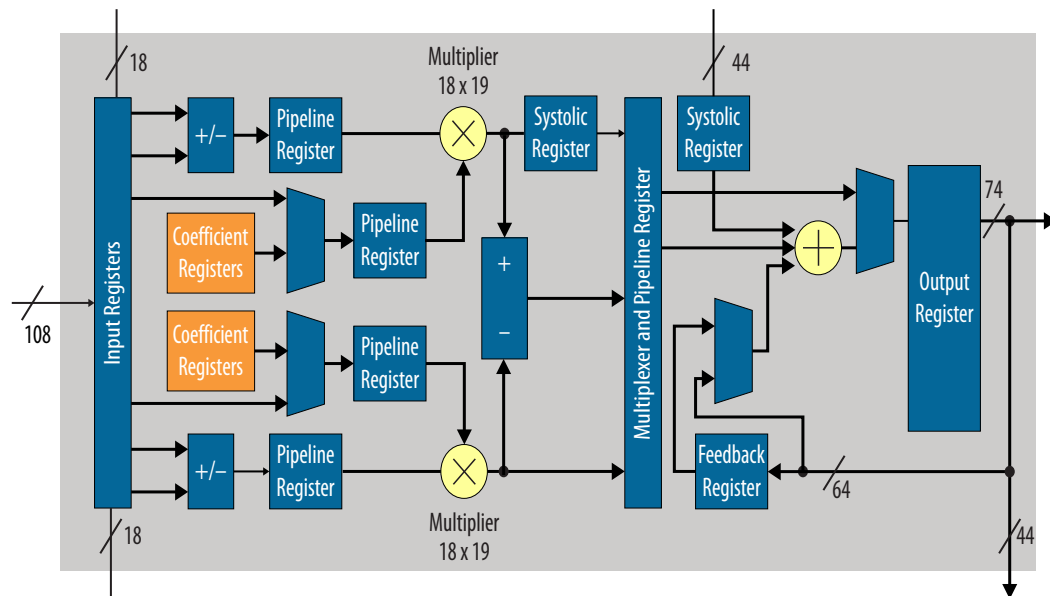 18
44
Multiplier
18 x 19
+/−
Pipeline
Register
Systolic
Register
Systolic
Register
74
Coefficient
Registers
Pipeline
Register
+
−
Output
Register
108
Input Registers
Multiplexer and Pipeline Register
Coefficient
Registers
Pipeline
Register
+/−
Pipeline
Register
Feedback
Register
64
18
Multiplier
18 x 19
44